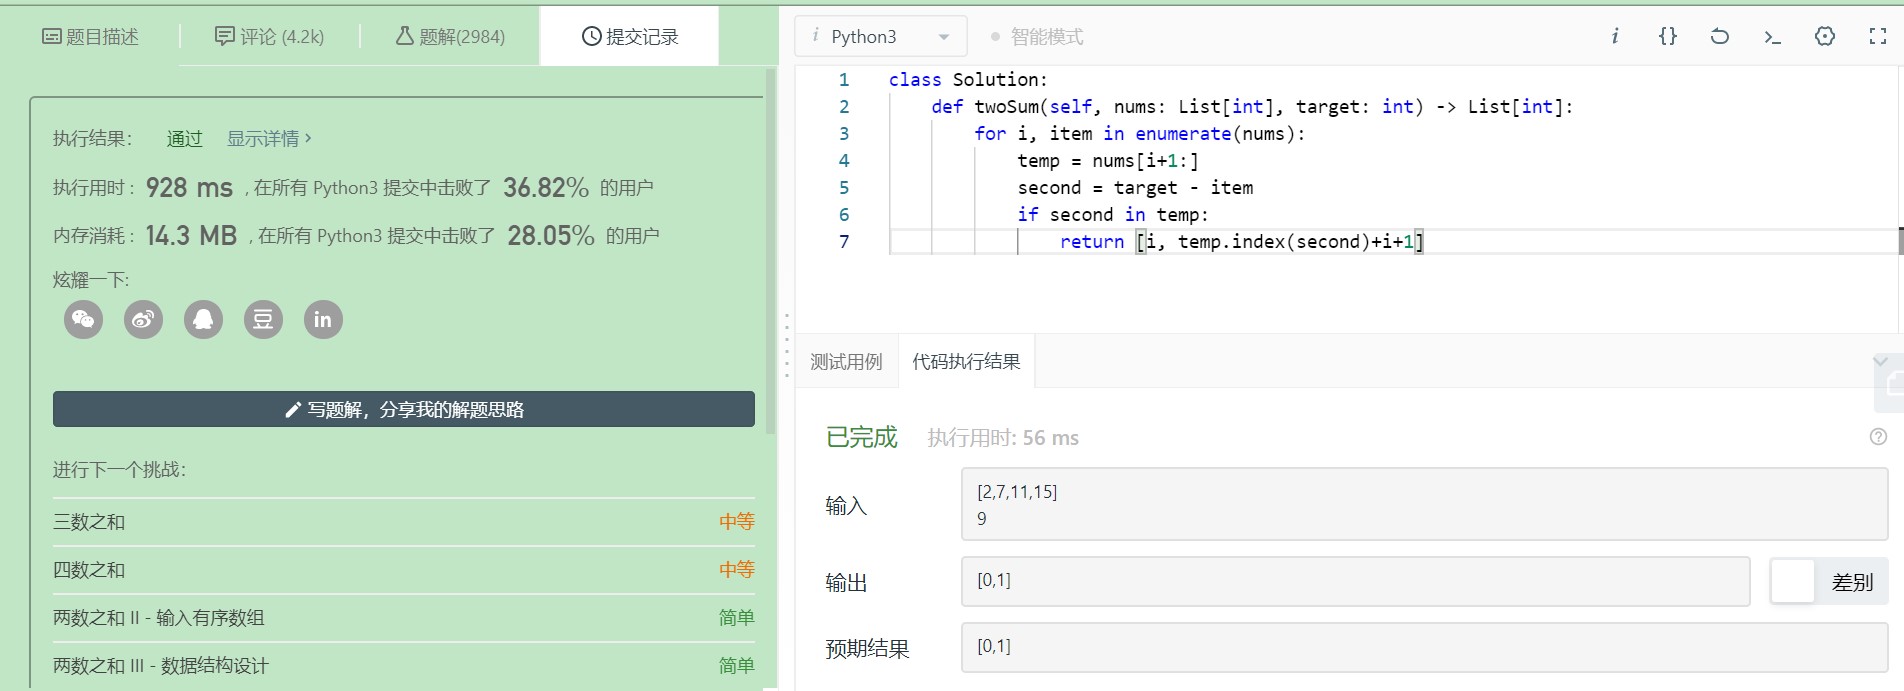 题目描述
评论 (4.2k)
题解(2984)
提交记录
执行结果：
通过
显示详情 >
执行用时 : 928 ms , 在所有 Python3 提交中击败了 36.82% 的用户
内存消耗 : 14.3 MB , 在所有 Python3 提交中击败了 28.05% 的用户
炫耀一下:
豆
in
写题解，分享我的解题思路
进行下一个挑战：
三数之和
中等
四数之和
中等
两数之和 II - 输入有序数组
简单
两数之和 III - 数据结构设计
简单
i Python3
智能模式
i {} >_
1 class Solution:
2     def twoSum(self, nums: List[int], target: int) -> List[int]:
3         for i, item in enumerate(nums):
4             temp = nums[i+1:]
5             second = target - item
6             if second in temp:
7                 return [i, temp.index(second)+i+1]
测试用例
代码执行结果
已完成
执行用时: 56 ms
?
输入
[2,7,11,15]
9
输出
[0,1]
差别
预期结果
[0,1]